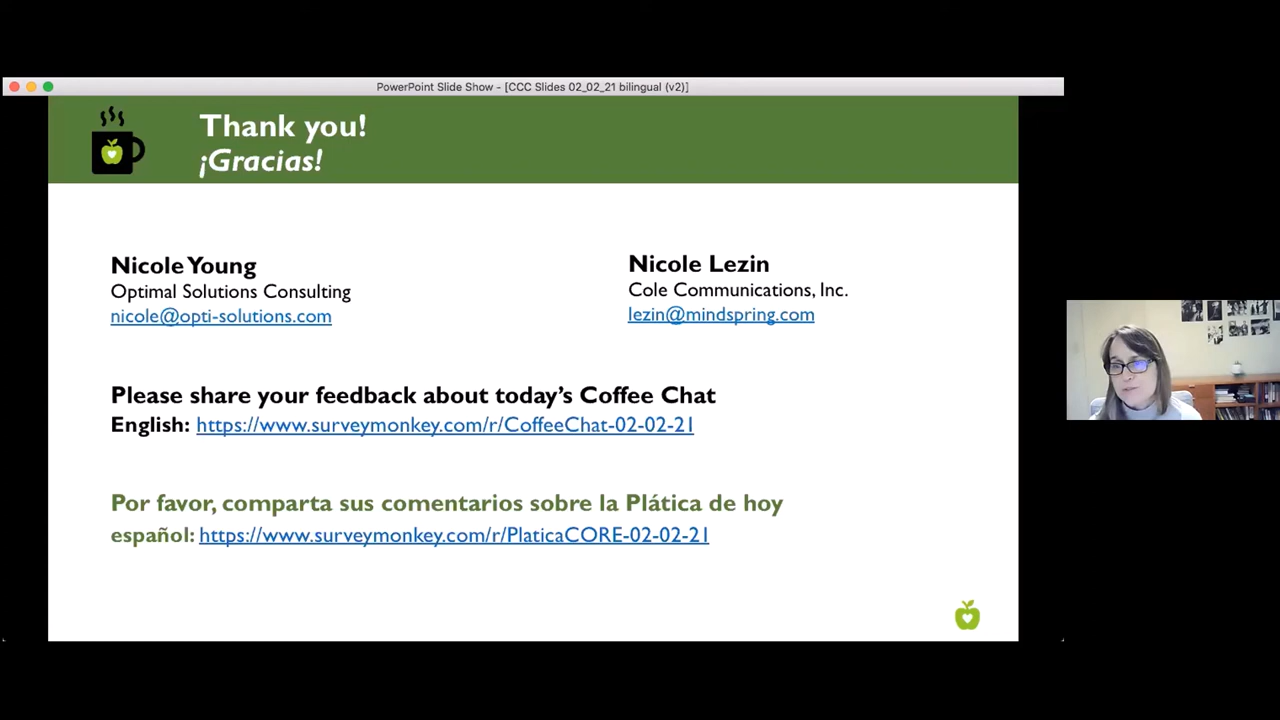 PowerPoint Slide Show - [CCC Slides 02_02_21 bilingual (v2)]
Thank you!
¡Gracias!
Nicole Young
Optimal Solutions Consulting
nicole@opti-solutions.com
Nicole Lezin
Cole Communications, Inc.
lezin@mindspring.com
Please share your feedback about today's Coffee Chat
English: https://www.surveymonkey.com/r/CoffeeChat-02-02-21
Por favor, comparta sus comentarios sobre la Plática de hoy
español: https://www.surveymonkey.com/r/PlaticaCORE-02-02-21